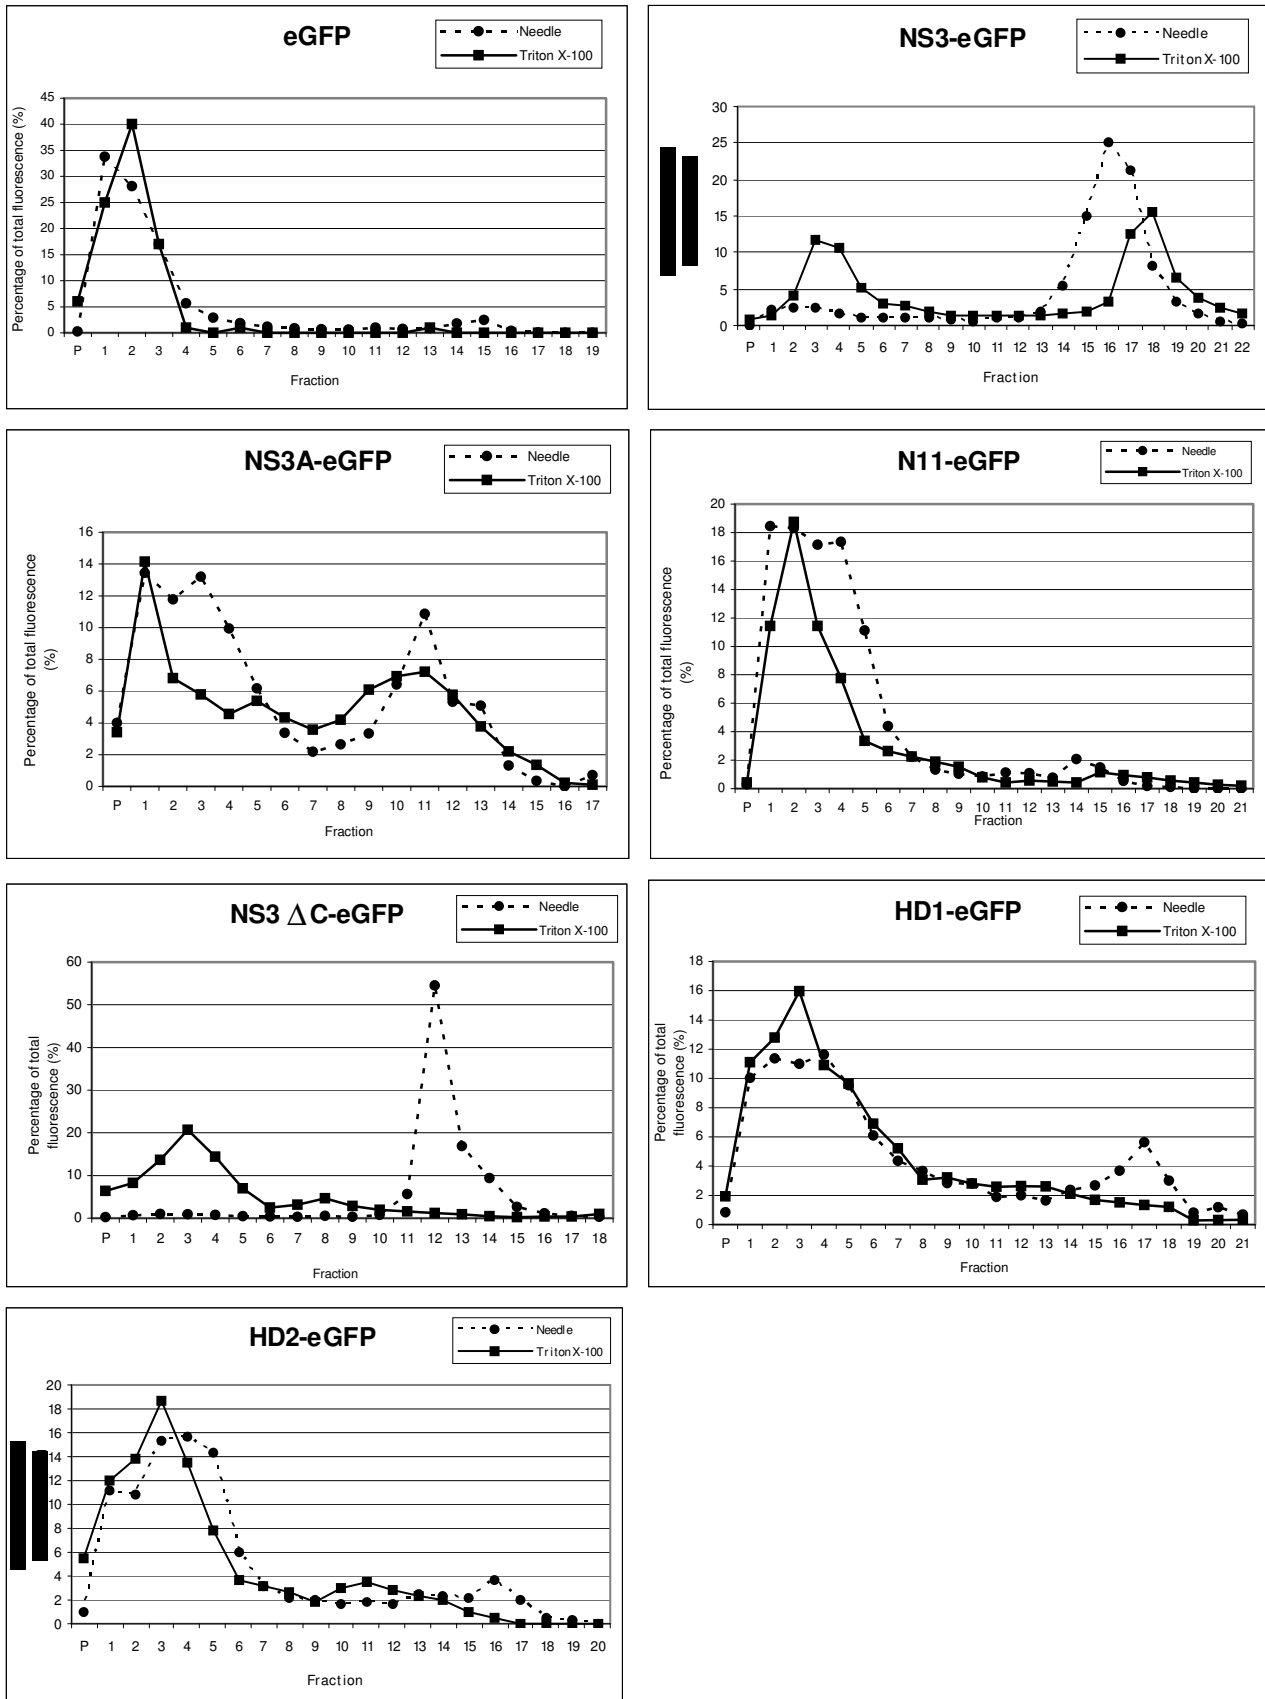 eGFP
Needle
Triton X-100
Percentage of total fluorescence (%)
45
40
35
30
25
20
15
10
5
0
P 1 2 3 4 5 6 7 8 9 10 11 12 13 14 15 16 17 18 19
Fraction
NS3-eGFP
Needle
Triton X-100
30
25
20
15
10
5
0
P 1 2 3 4 5 6 7 8 9 10 11 12 13 14 15 16 17 18 19 20 21 22
Fraction
NS3A-eGFP
Needle
Triton X-100
Percentage of total fluorescence
(%)
16
14
12
10
8
6
4
2
0
P 1 2 3 4 5 6 7 8 9 10 11 12 13 14 15 16 17
Fraction
N11-eGFP
Needle
Triton X-100
Percentage of total fluorescence
(%)
20
18
16
14
12
10
8
6
4
2
0
P 1 2 3 4 5 6 7 8 9 10 11 12 13 14 15 16 17 18 19 20 21
Fraction
NS3 ΔC-eGFP
Needle
Triton X-100
Percentage of total
fluorescence (%)
60
50
40
30
20
10
0
P 1 2 3 4 5 6 7 8 9 10 11 12 13 14 15 16 17 18
Fraction
HD1-eGFP
Needle
Triton X-100
Percentage of total
fluorescence (%)
18
16
14
12
10
8
6
4
2
0
P 1 2 3 4 5 6 7 8 9 10 11 12 13 14 15 16 17 18 19 20 21
Fraction
HD2-eGFP
Needle
Triton X-100
20
18
16
14
12
10
8
6
4
2
0
P 1 2 3 4 5 6 7 8 9 10 11 12 13 14 15 16 17 18 19 20
Fraction